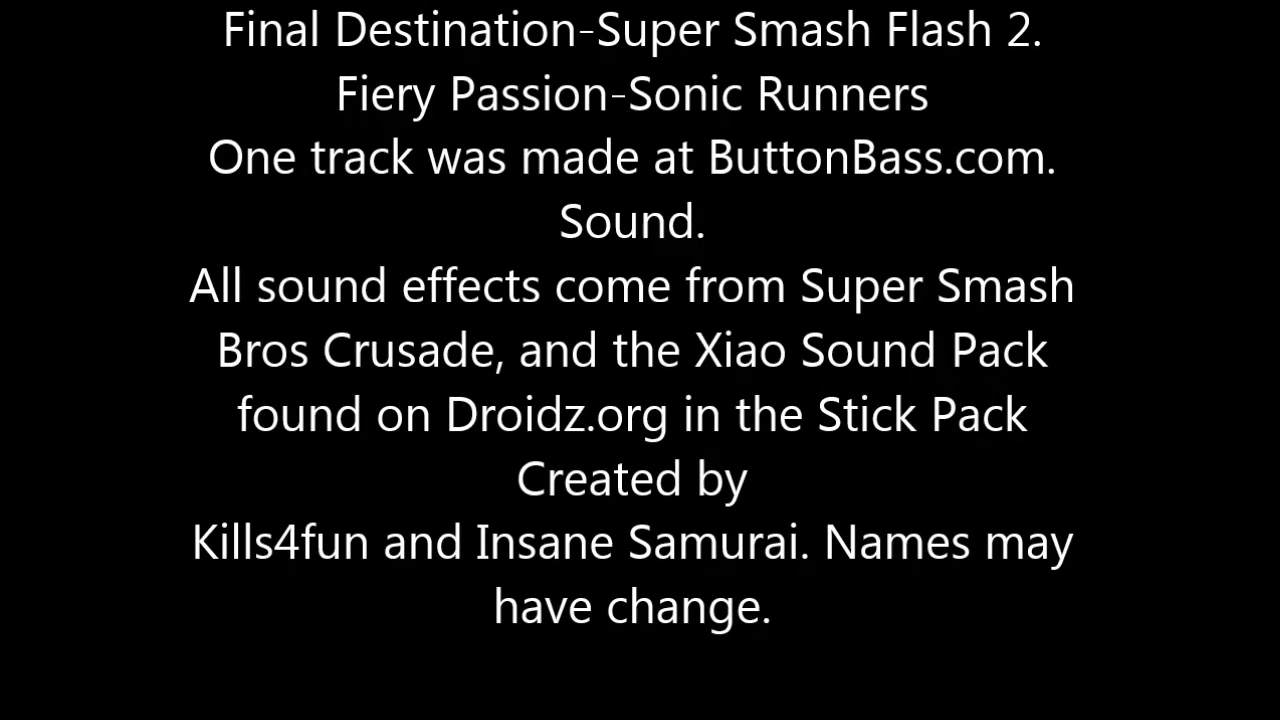 Final Destination-Super Smash Flash 2.
Fiery Passion-Sonic Runners
One track was made at ButtonBass.com.
Sound.
All sound effects come from Super Smash
Bros Crusade, and the Xiao Sound Pack
found on Droidz.org in the Stick Pack
Created by
Kills4fun and Insane Samurai. Names may
have change.